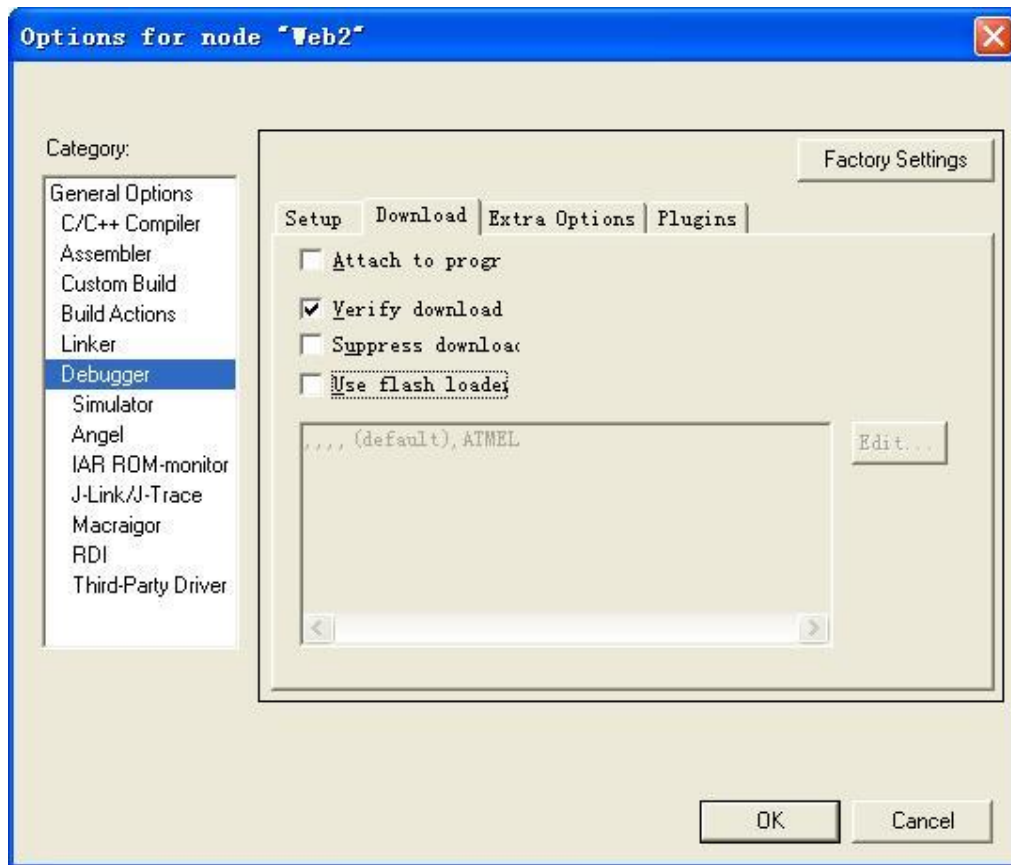 Options for node "Web2"
Category:
Factory Settings
General Options
C/C++ Compiler
Assembler
Custom Build
Build Actions
Linker
Debugger
Simulator
Angel
IAR ROM-monitor
J-Link/J-Trace
Macraigor
RDI
Third-Party Driver
Setup Download Extra Options Plugins
Attach to progr
Verify download
Suppress downloac
Use flash loader
,,,, (default), ATMEL
Edit...
OK Cancel